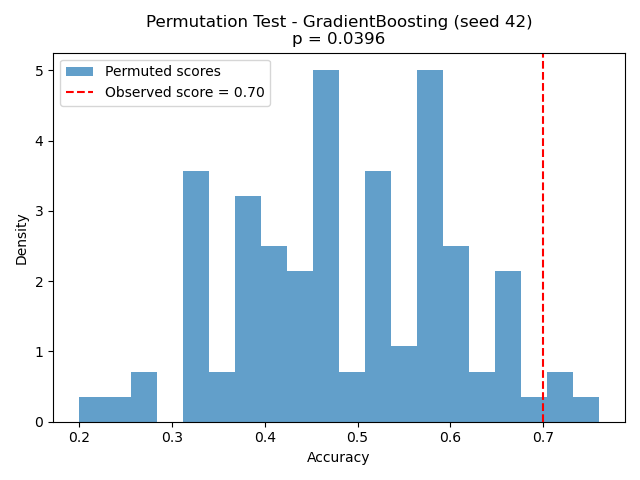 Permutation Test - GradientBoosting (seed 42)
p = 0.0396
Permuted scores
Observed score = 0.70
Density
5
4
3
2
1
0
0.2 0.3 0.4 0.5 0.6 0.7
Accuracy